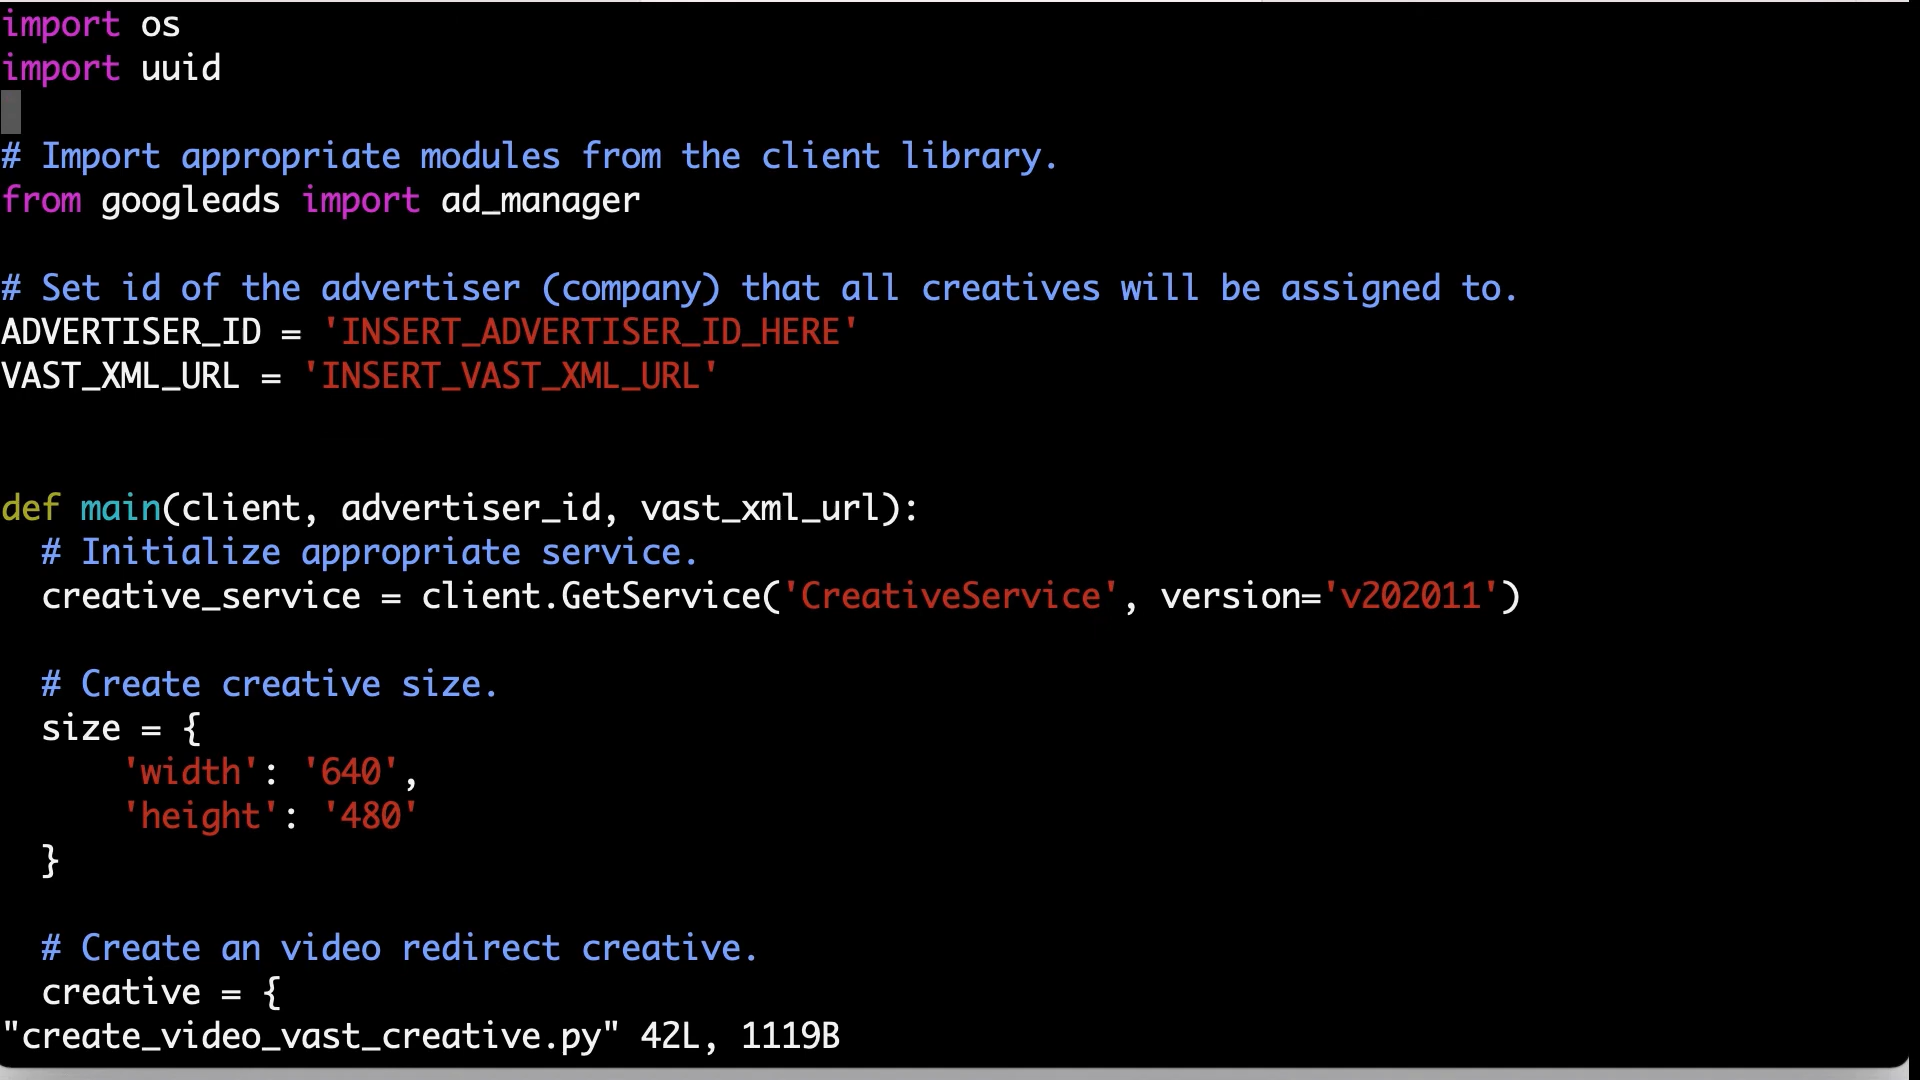 import os
import uuid
# Import appropriate modules from the client library.
from googleads import ad_manager
# Set id of the advertiser (company) that all creatives will be assigned to.
ADVERTISER_ID = 'INSERT_ADVERTISER_ID_HERE'
VAST_XML_URL = 'INSERT_VAST_XML_URL'
def main(client, advertiser_id, vast_xml_url):
  # Initialize appropriate service.
  creative_service = client.GetService('CreativeService', version='v202011')
  # Create creative size.
  size = {
      'width': '640',
      'height': '480'
  }
  # Create an video redirect creative.
  creative = {
"create_video_vast_creative.py" 42L, 1119B